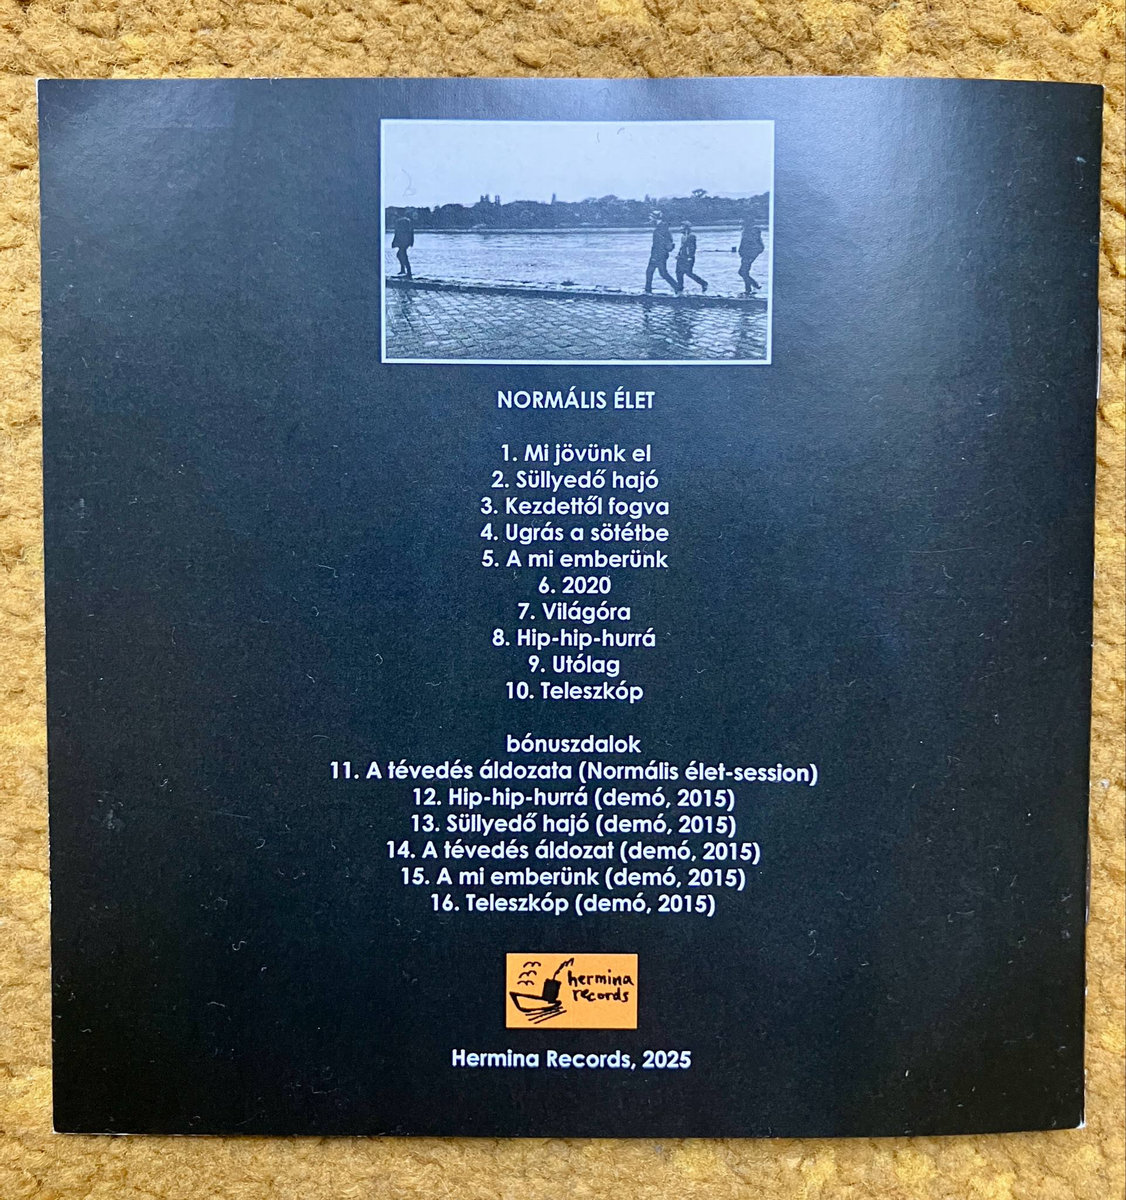 NORMÁLIS ÉLET
1. Mi jövünk el
2. Süllyedő hajó
3. Kezdettől fogva
4. Ugrás a sötétbe
5. A mi emberünk
6. 2020
7. Világóra
8. Hip-hip-hurrá
9. Utólag
10. Teleszkóp
bónuszdalok
11. A tévedés áldozata (Normális élet-session)
12. Hip-hip-hurrá (demó, 2015)
13. Süllyedő hajó (demó, 2015)
14. A tévedés áldozat (demó, 2015)
15. A mi emberünk (demó, 2015)
16. Teleszkóp (demó, 2015)
hermina
records
Hermina Records, 2025